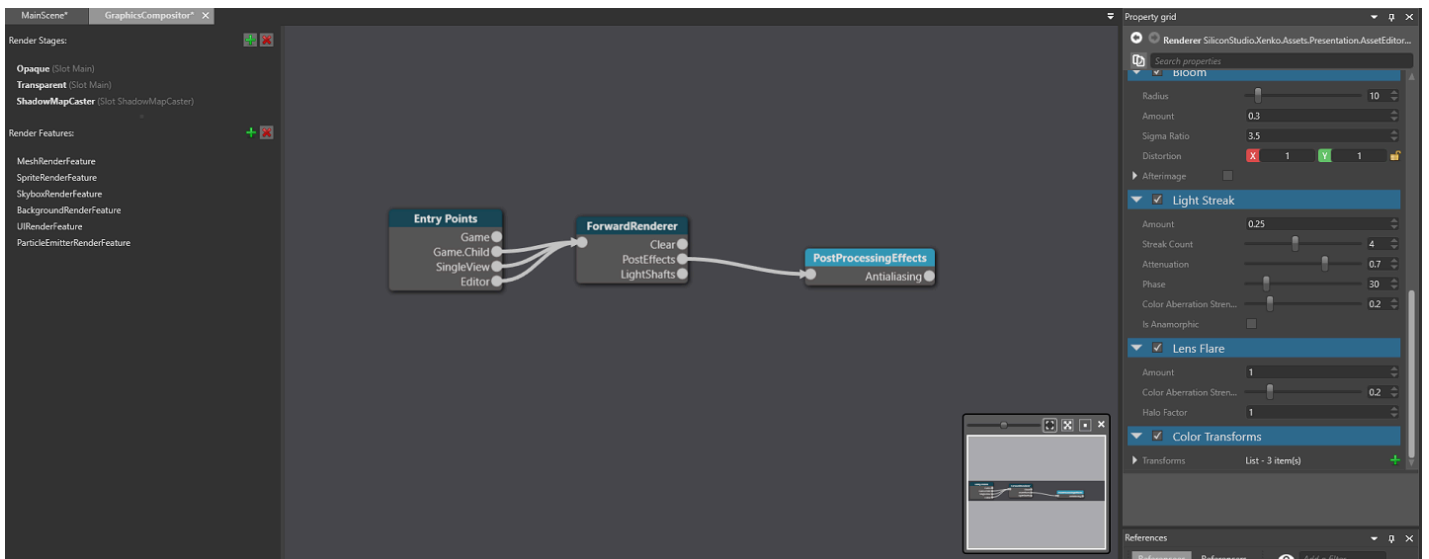 MainScene*
GraphicsCompositor*
Render Stages:
Opaque (Slot Main)
Transparent (Slot Main)
ShadowMapCaster (Slot ShadowMapCaster)
Render Features:
MeshRenderFeature
SpriteRenderFeature
SkyboxRenderFeature
BackgroundRenderFeature
UIRenderFeature
ParticleEmitterRenderFeature
Entry Points
Game
Game.Child
SingleView
Editor
ForwardRenderer
Clear
PostEffects
LightShafts
PostProcessingEffects
Antialiasing
Property grid
Renderer SiliconStudio.Xenko.Assets.Presentation.AssetEditor...
Search properties
Bloom
Radius 10
Amount 0.3
Sigma Ratio 3.5
Distortion X 1 Y 1
Afterimage
Light Streak
Amount 0.25
Streak Count 4
Attenuation 0.7
Phase 30
Color Aberration Stren... 0.2
Is Anamorphic
Lens Flare
Amount 1
Color Aberration Stren... 0.2
Halo Factor 1
Color Transforms
Transforms List - 3 item(s)
References